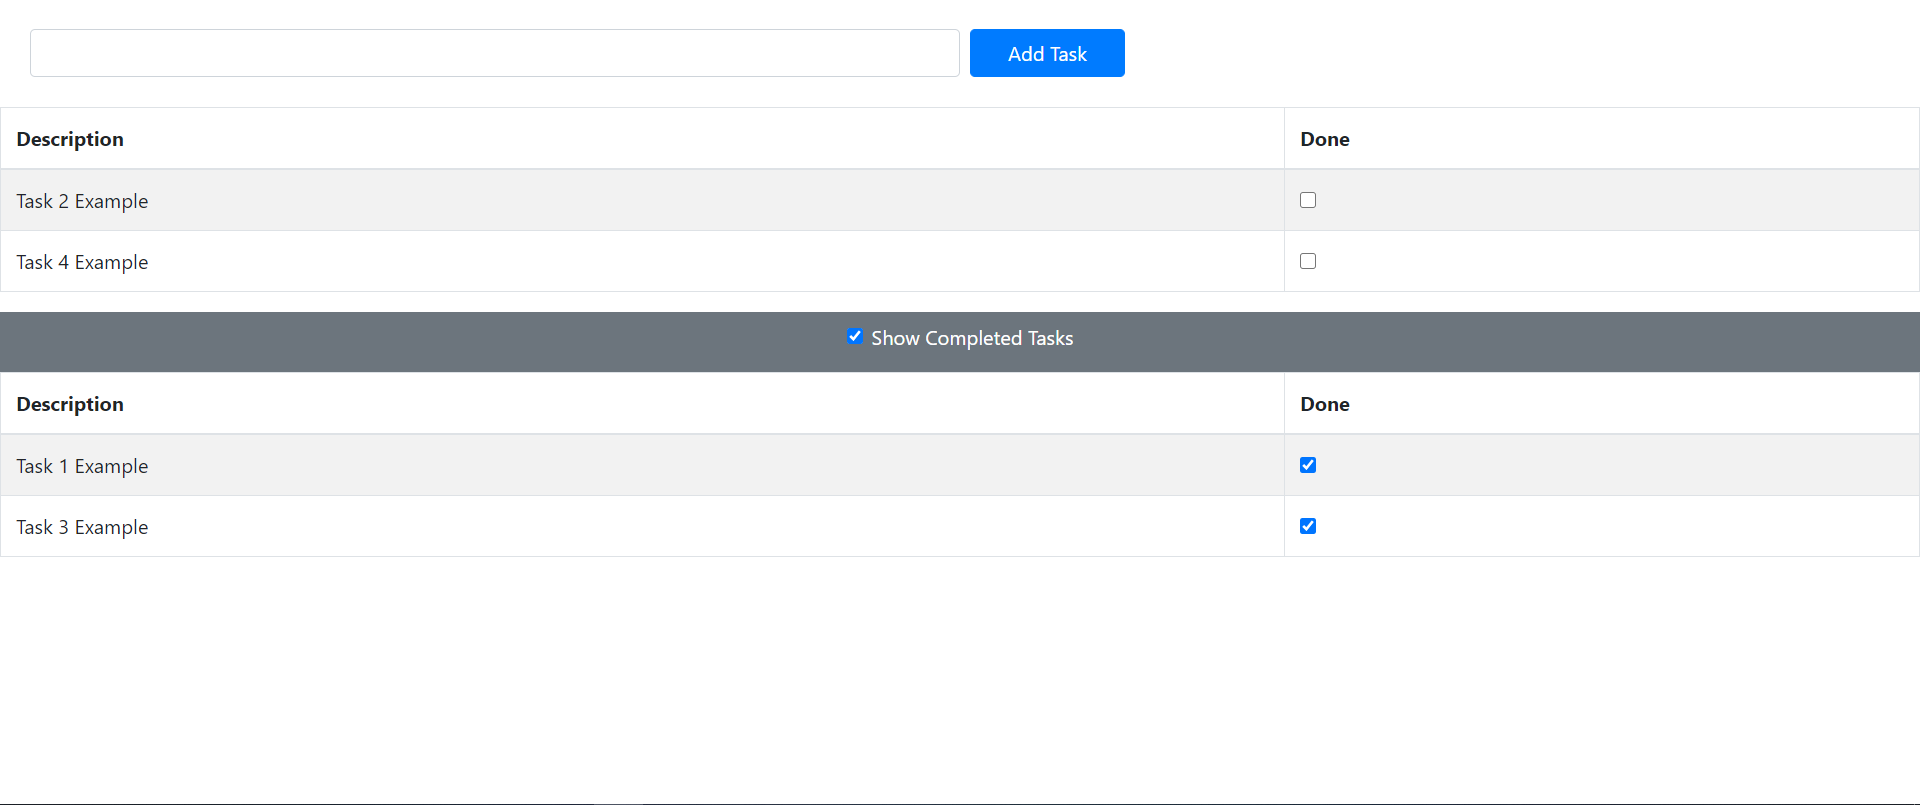 Add Task
Description Done
Task 2 Example
Task 4 Example
Show Completed Tasks
Description Done
Task 1 Example
Task 3 Example